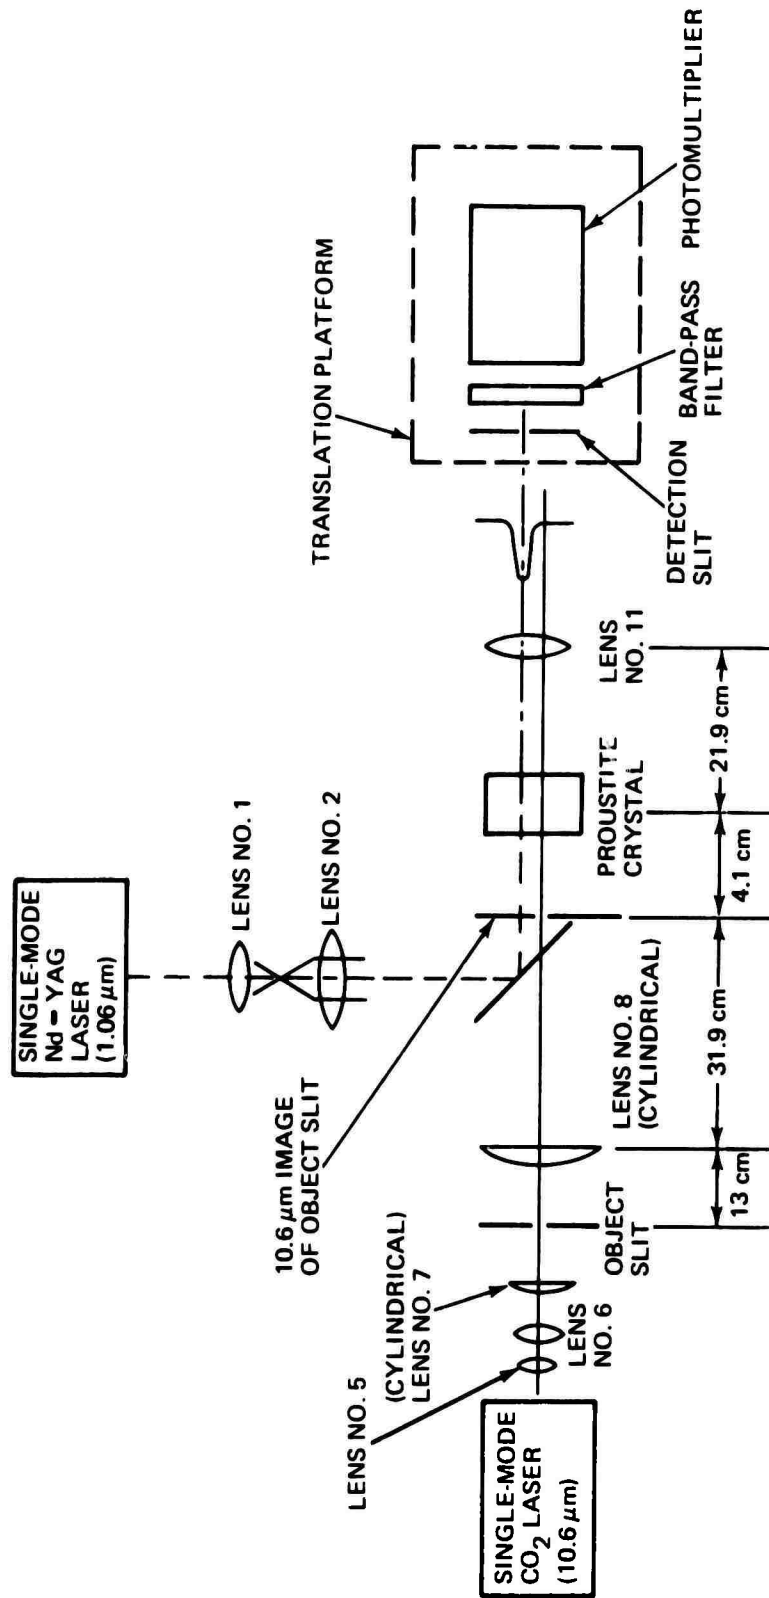 SINGLE-MODE
Nd = YAG
LASER
(1.06 μm)
LENS NO. 1
LENS NO. 2
10.6 μm IMAGE
OF OBJECT SLIT
TRANSLATION PLATFORM
LENS NO. 5
(CYLINDRICAL)
LENS NO. 7
SINGLE-MODE
CO2 LASER
(10.6 μm)
LENS
NO. 6
OBJECT
SLIT
LENS NO. 8
(CYLINDRICAL)
PROUSTITE
CRYSTAL
LENS
NO. 11
DETECTION
SLIT
BAND-PASS
FILTER
PHOTOMULTIPLIER
13 cm
31.9 cm
4.1 cm
21.9 cm